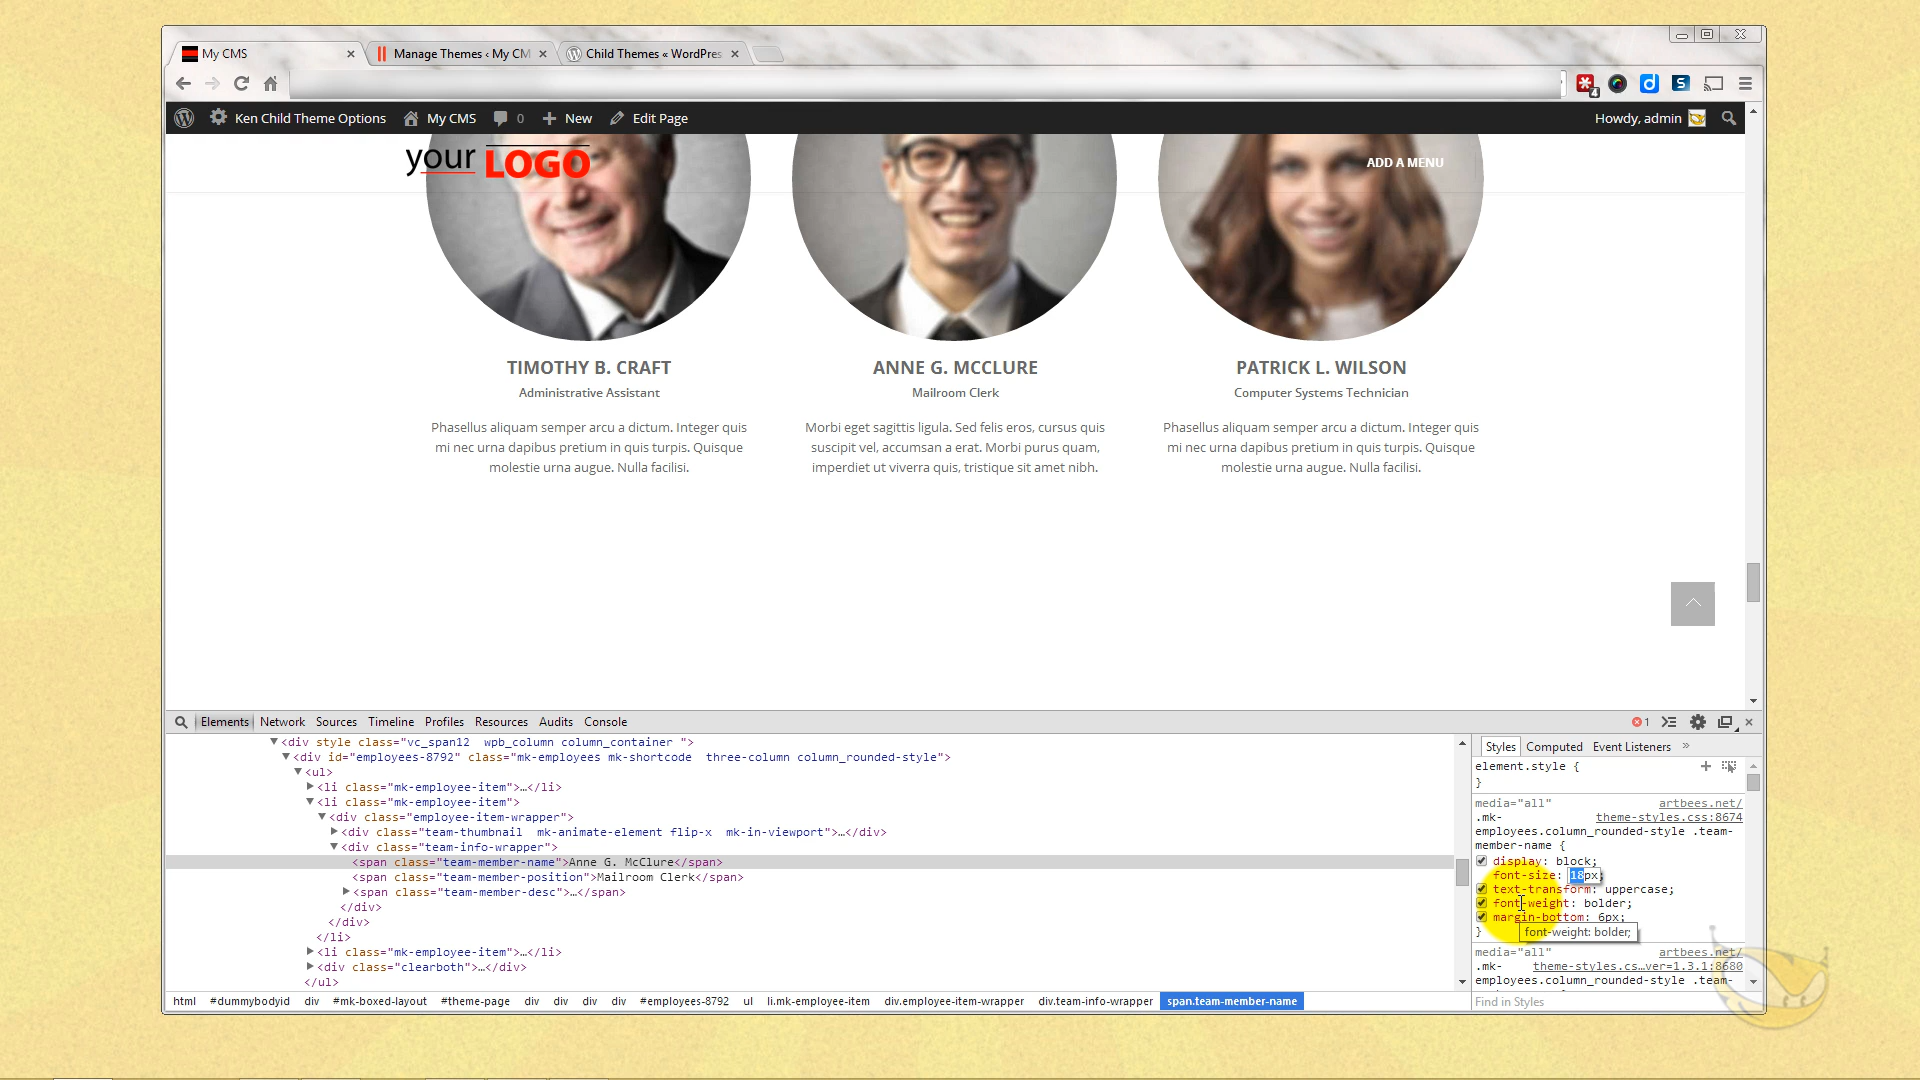 My CMS
Manage Themes ‹ My CM
Child Themes « WordPres
4
Ken Child Theme Options
My CMS
0
New
Edit Page
Howdy, admin
your LOGO
ADD A MENU
TIMOTHY B. CRAFT
Administrative Assistant
Phasellus aliquam semper arcu a dictum. Integer quis
mi nec urna dapibus pretium in quis turpis. Quisque
molestie urna augue. Nulla facilisi.
ANNE G. MCCLURE
Mailroom Clerk
Morbi eget sagittis ligula. Sed felis eros, cursus quis
suscipit vel, accumsan a erat. Morbi purus quam,
imperdiet ut viverra quis, tristique sit amet nibh.
PATRICK L. WILSON
Computer Systems Technician
Phasellus aliquam semper arcu a dictum. Integer quis
mi nec urna dapibus pretium in quis turpis. Quisque
molestie urna augue. Nulla facilisi.
Elements Network Sources Timeline Profiles Resources Audits Console
1
<div style class="vc_span12  wpb_column column_container ">
<div id="employees-8792" class="mk-employees mk-shortcode  three-column column_rounded-style">
<ul>
<li class="mk-employee-item">…</li>
<li class="mk-employee-item">
<div class="employee-item-wrapper">
<div class="team-thumbnail  mk-animate-element flip-x  mk-in-viewport">…</div>
<div class="team-info-wrapper">
<span class="team-member-name">Anne G. McClure</span>
<span class="team-member-position">Mailroom Clerk</span>
<span class="team-member-desc">…</span>
</div>
</div>
</li>
<li class="mk-employee-item">…</li>
<div class="clearboth">…</div>
</ul>
html #dummybodyid div #mk-boxed-layout #theme-page div div div div #employees-8792 ul li.mk-employee-item div.employee-item-wrapper div.team-info-wrapper span.team-member-name
Styles Computed Event Listeners »
element.style {
}
media="all" artbees.net/
.mk- theme-styles.css:8674
employees.column_rounded-style .team-
member-name {
display: block;
font-size: 18px;
text-transform: uppercase;
font-weight: bolder;
margin-bottom: 6px;
}
font-weight: bolder;
media="all" artbees.net/
.mk- theme-styles.cs…ver=1.3.1:8680
employees.column_rounded-style .team-
Find in Styles